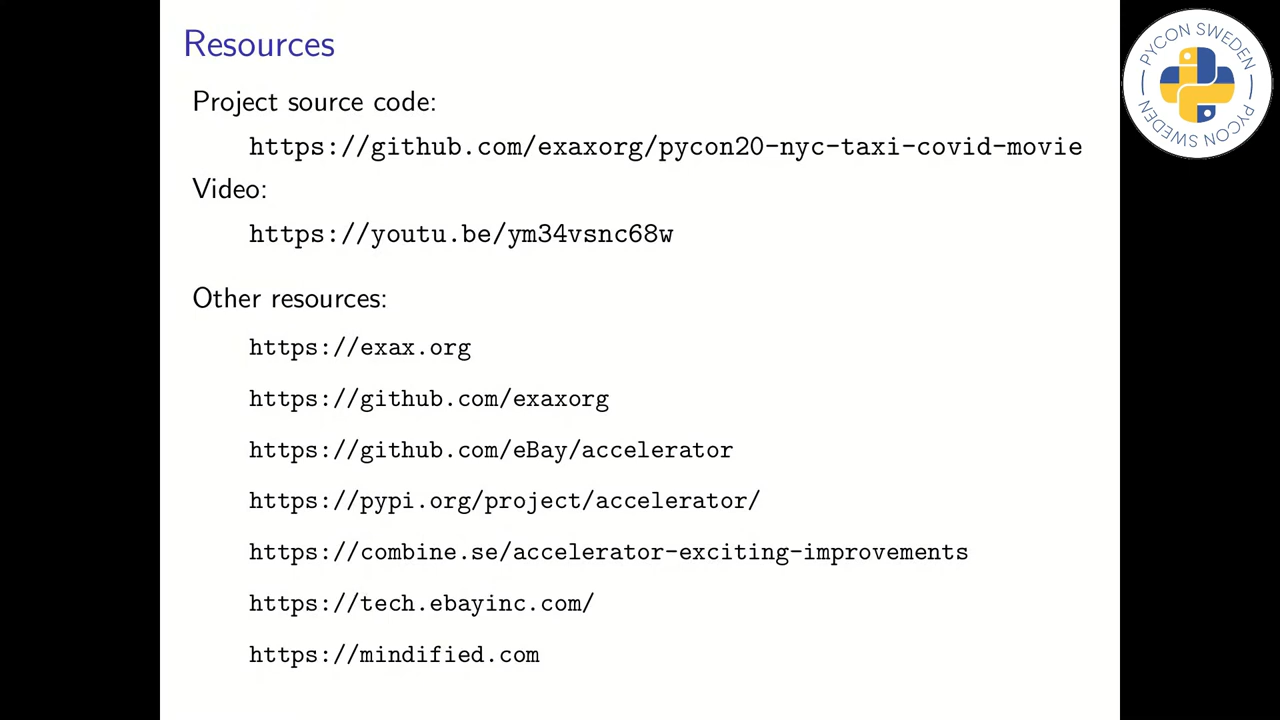 Resources
Project source code:
https://github.com/exaxorg/pycon20-nyc-taxi-covid-movie
Video:
https://youtu.be/ym34vsnc68w
Other resources:
https://exax.org
https://github.com/exaxorg
https://github.com/eBay/accelerator
https://pypi.org/project/accelerator/
https://combine.se/accelerator-exciting-improvements
https://tech.ebayinc.com/
https://mindified.com
PYCON SWEDEN
PYCON SWEDEN